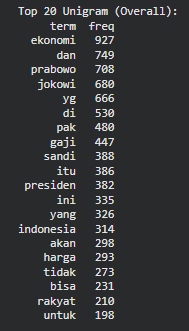 Top 20 Unigram (Overall):
term freq
ekonomi 927
dan 749
prabowo 708
jokowi 680
yg 666
di 530
pak 480
gaji 447
sandi 388
itu 386
presiden 382
ini 335
yang 326
indonesia 314
akan 298
harga 293
tidak 273
bisa 231
rakyat 210
untuk 198